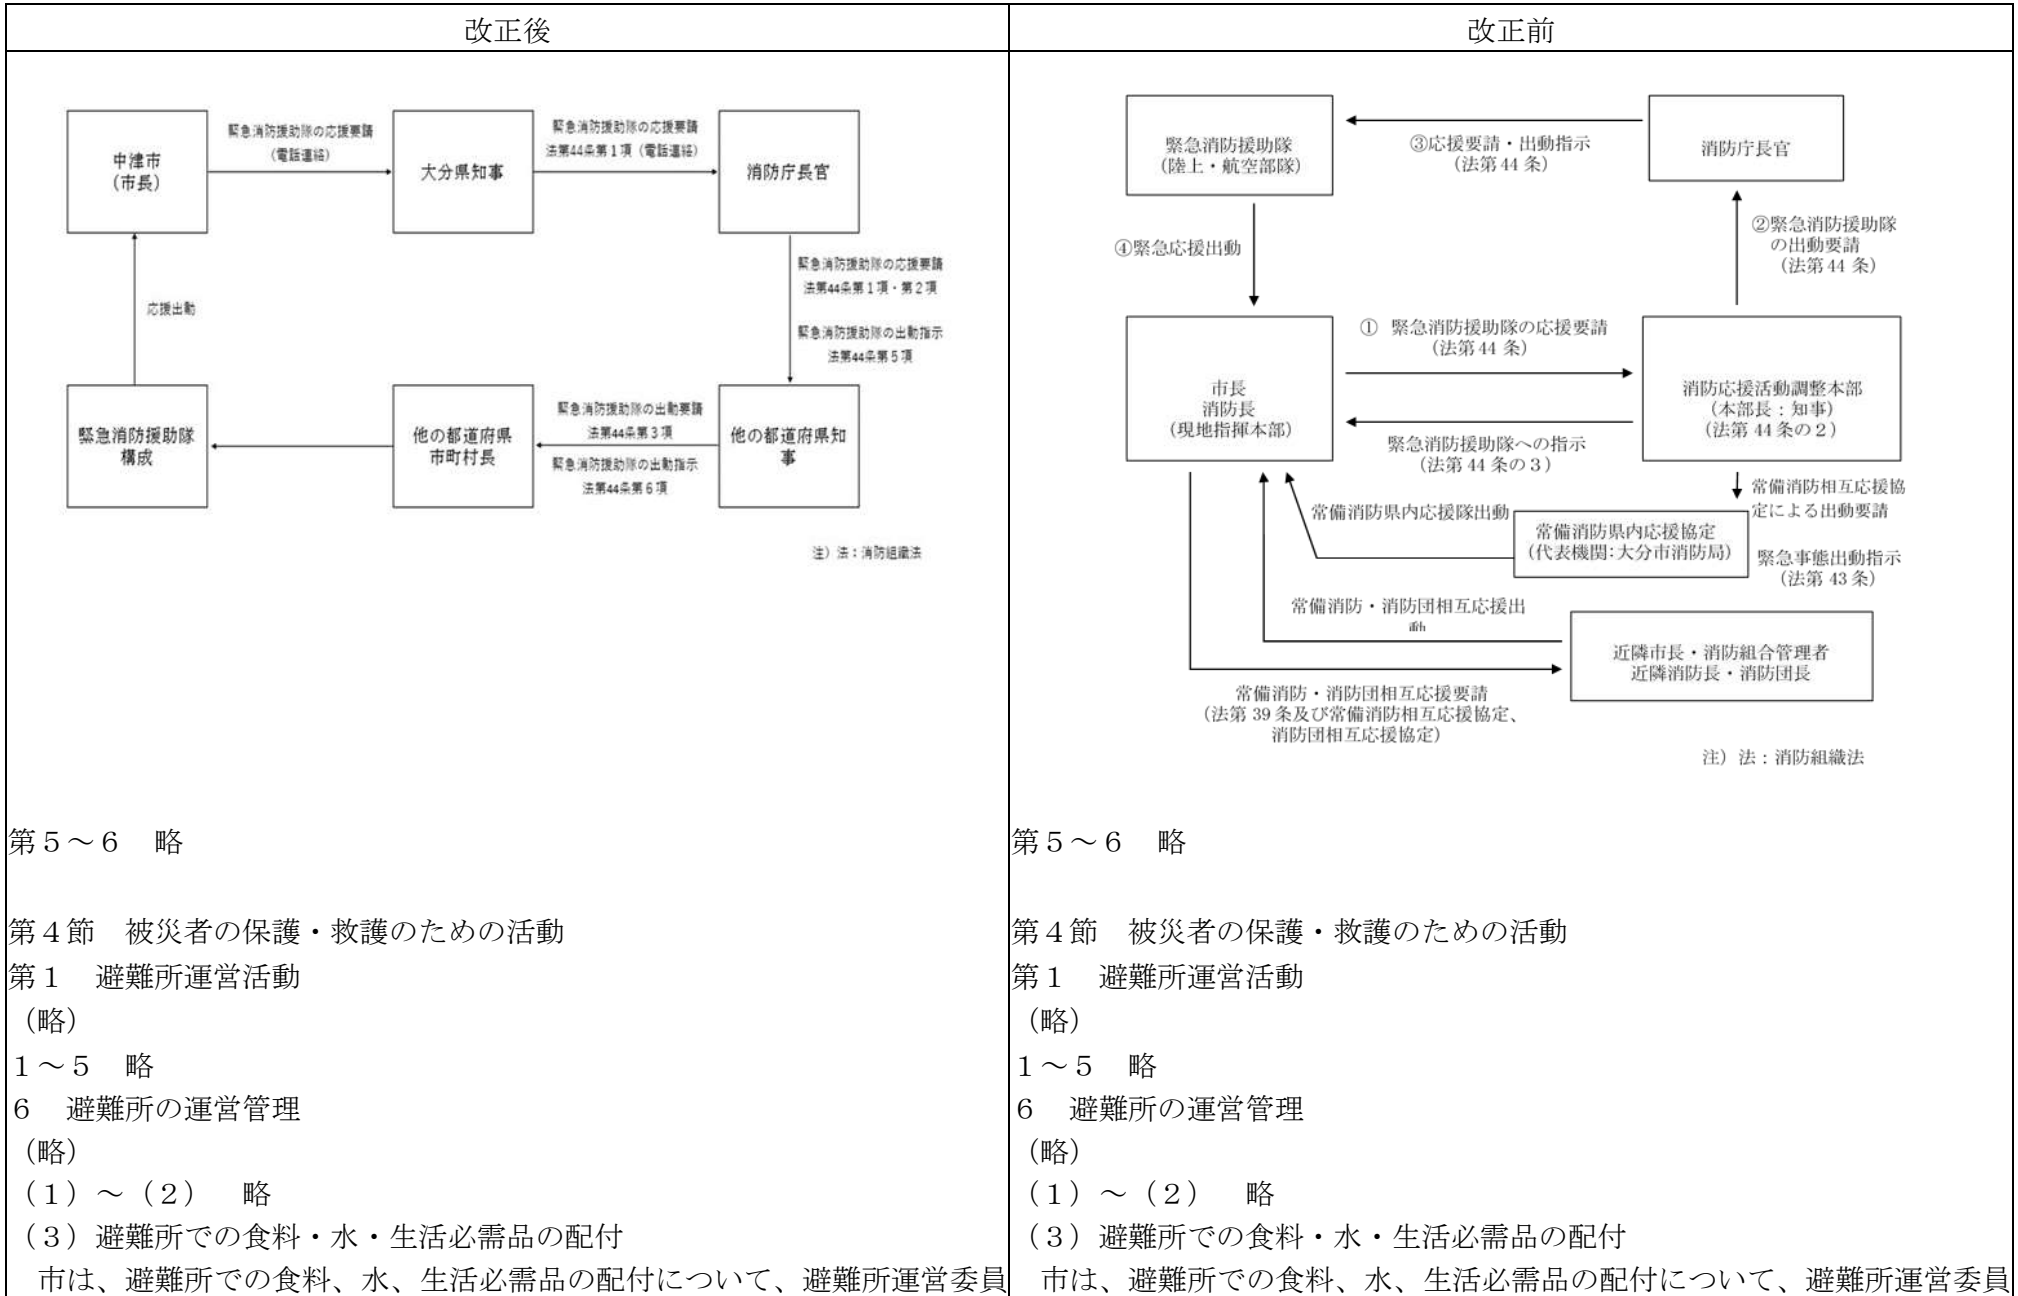 改正後
中津市
(市長)
緊急消防援助隊の応援要請
(電話連絡)
大分県知事
緊急消防援助隊の応援要請
法第44条第1項(電話連絡)
消防庁長官
緊急消防援助隊の応援要請
法第44条第1項・第2項
緊急消防援助隊の出動指示
法第44条第5項
応援出動
緊急消防援助隊
構成
他の都道府県
市町村長
緊急消防援助隊の出動要請
法第44条第3項
緊急消防援助隊の出動指示
法第44条第6項
他の都道府県知
事
注)法:消防組織法
第5~6 略
第4節 被災者の保護・救護のための活動
第1 避難所運営活動
(略)
1~5 略
6 避難所の運営管理
(略)
(1)~(2) 略
(3)避難所での食料・水・生活必需品の配付
市は、避難所での食料、水、生活必需品の配付について、避難所運営委員
改正前
緊急消防援助隊
(陸上・航空部隊)
③応援要請・出動指示
(法第44条)
消防庁長官
④緊急応援出動
②緊急消防援助隊
の出動要請
(法第44条)
市長
消防長
(現地指揮本部)
① 緊急消防援助隊の応援要請
(法第44条)
緊急消防援助隊への指示
(法第44条の3)
消防応援活動調整本部
(本部長:知事)
(法第44条の2)
常備消防相互応援協
定による出動要請
常備消防県内応援隊出動
常備消防県内応援協定
(代表機関:大分市消防局)
緊急事態出動指示
(法第43条)
常備消防・消防団相互応援出
動
近隣市長・消防組合管理者
近隣消防長・消防団長
常備消防・消防団相互応援要請
(法第39条及び常備消防相互応援協定、
消防団相互応援協定)
注)法:消防組織法
第5~6 略
第4節 被災者の保護・救護のための活動
第1 避難所運営活動
(略)
1~5 略
6 避難所の運営管理
(略)
(1)~(2) 略
(3)避難所での食料・水・生活必需品の配付
市は、避難所での食料、水、生活必需品の配付について、避難所運営委員